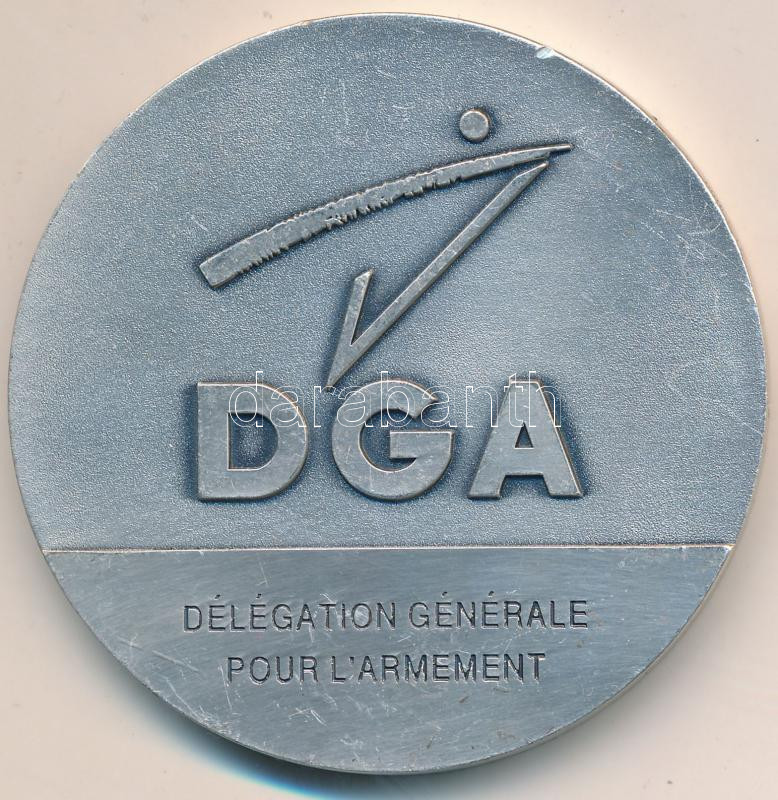 DGA
darabanth
DÉLÉGATION GÉNÉRALE
POUR L'ARMEMENT